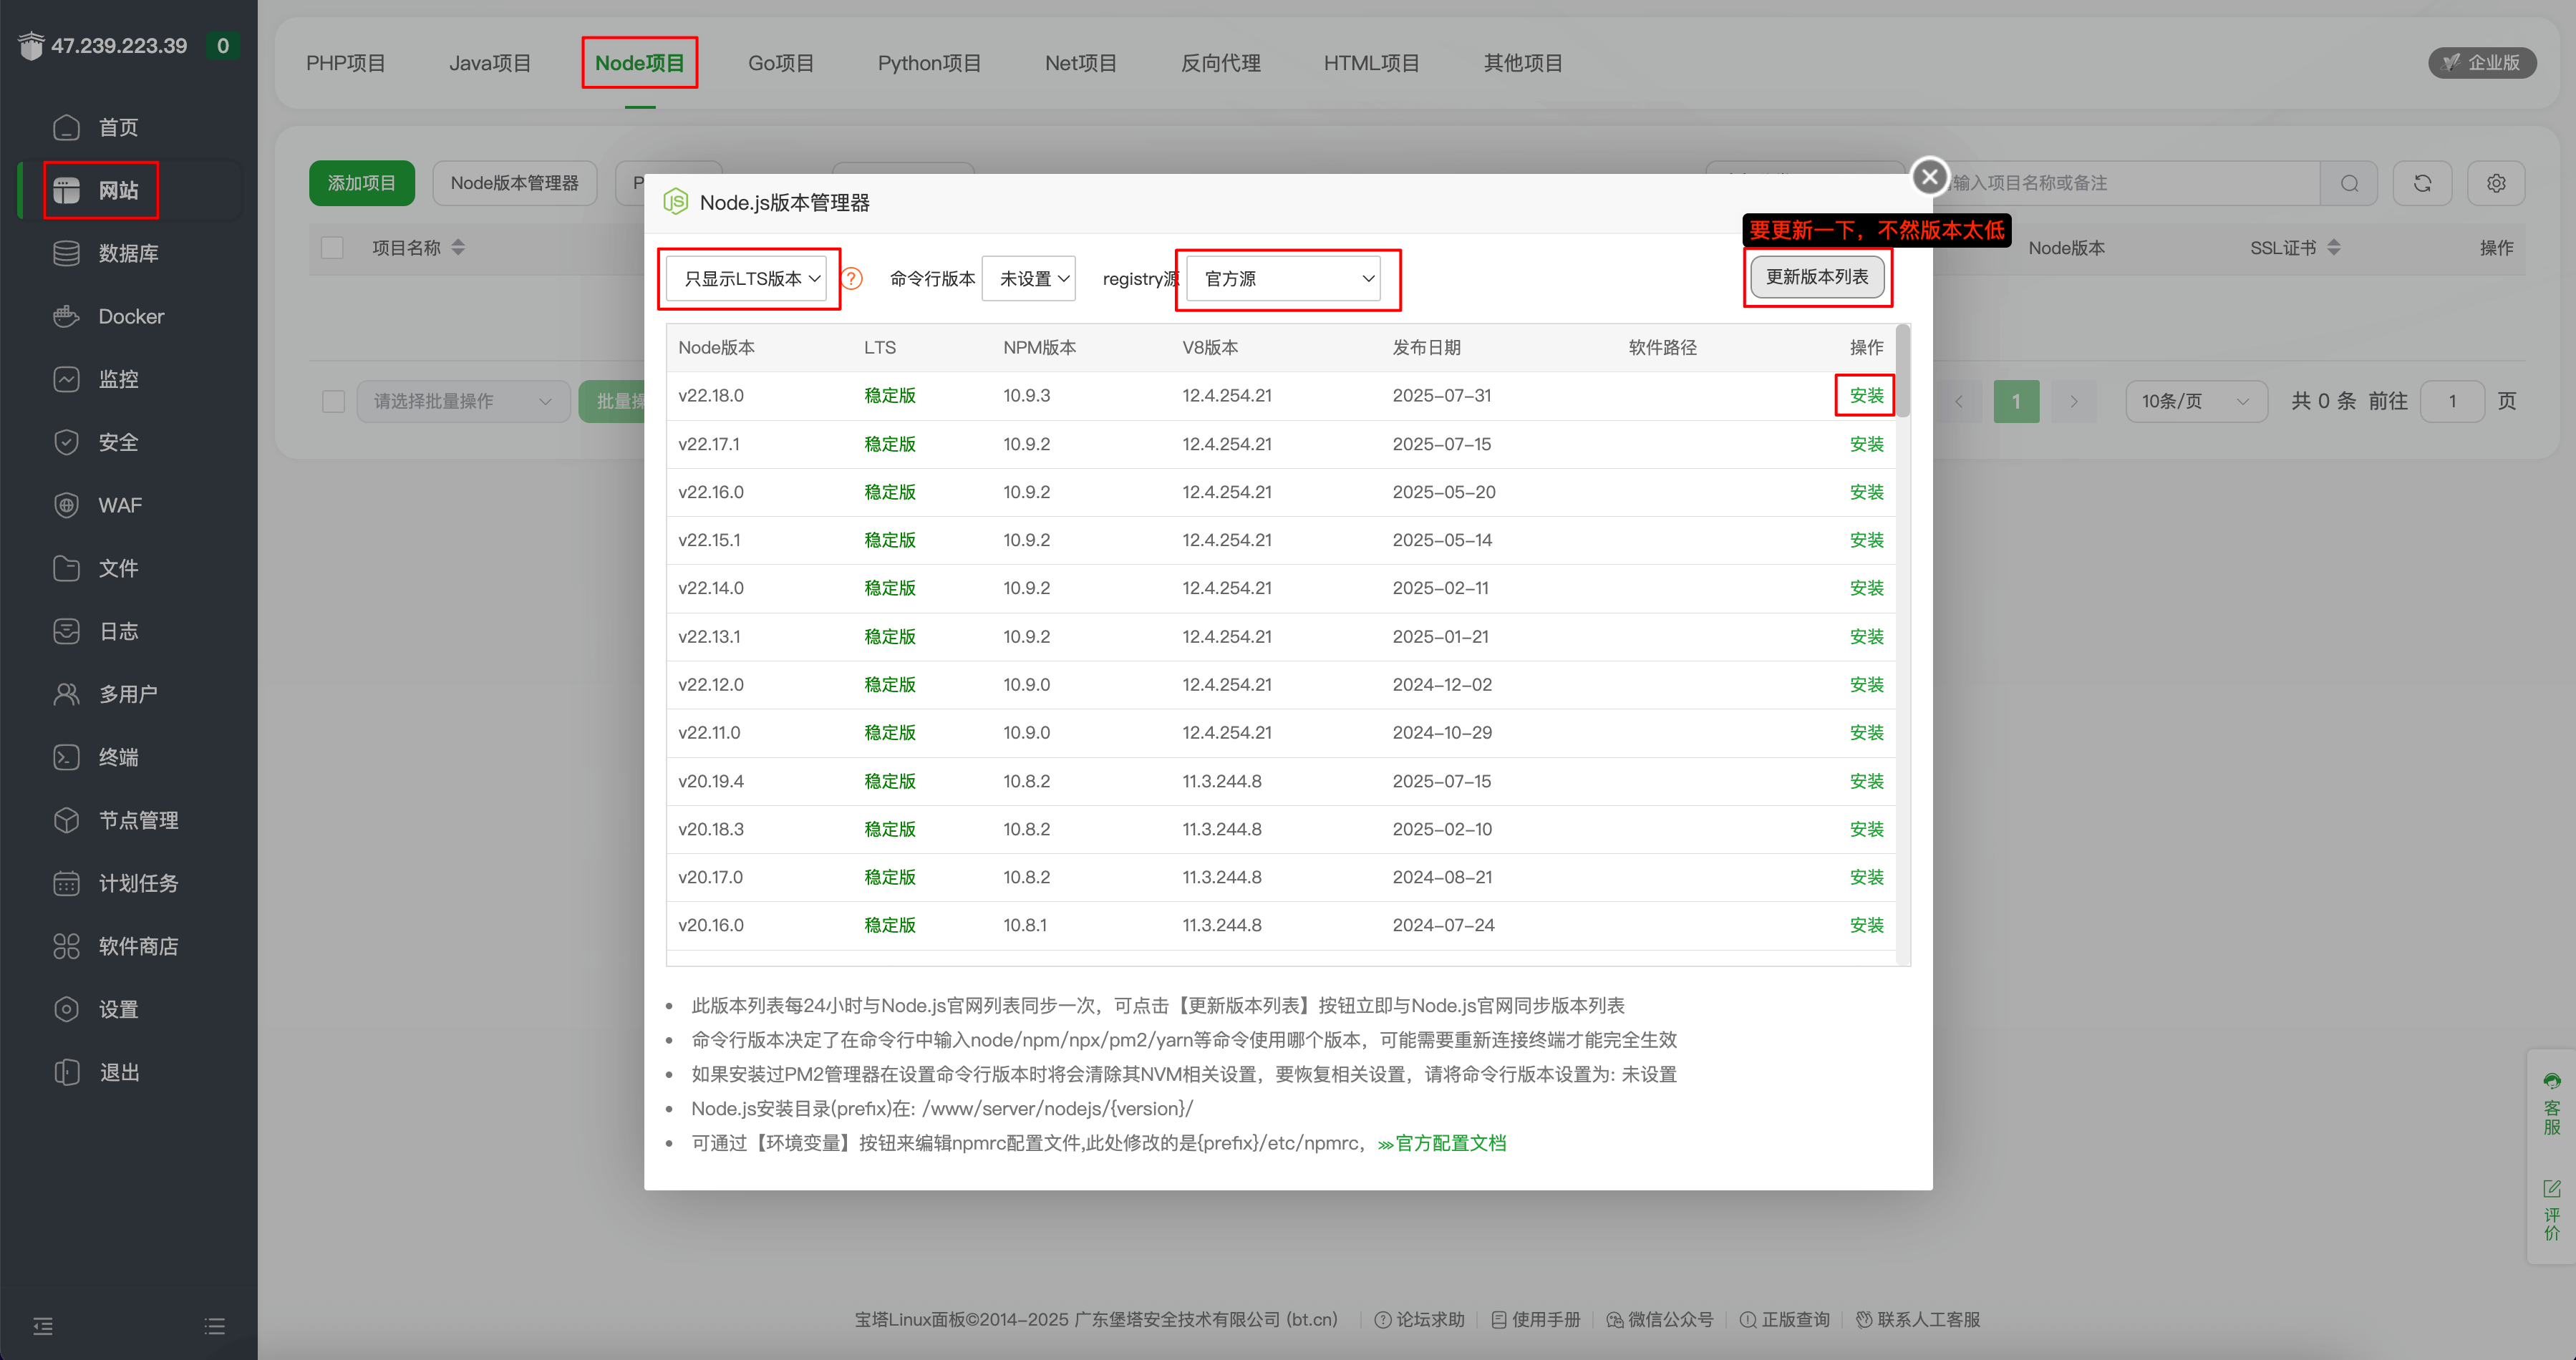 47.239.223.39 0
首页
网站
数据库
Docker
监控
安全
WAF
文件
日志
多用户
终端
节点管理
计划任务
软件商店
设置
退出
PHP项目 Java项目 Node项目 Go项目 Python项目 Net项目 反向代理 HTML项目 其他项目 企业版
添加项目 Node版本管理器 输入项目名称或备注
项目名称 Node版本 SSL证书 操作
请选择批量操作 批量操 1 10条/页 共 0 条 前往 1 页
Node.js版本管理器
要更新一下，不然版本太低
只显示LTS版本 ? 命令行版本 未设置 registry源 官方源 更新版本列表
Node版本 LTS NPM版本 V8版本 发布日期 软件路径 操作
v22.18.0 稳定版 10.9.3 12.4.254.21 2025-07-31 安装
v22.17.1 稳定版 10.9.2 12.4.254.21 2025-07-15 安装
v22.16.0 稳定版 10.9.2 12.4.254.21 2025-05-20 安装
v22.15.1 稳定版 10.9.2 12.4.254.21 2025-05-14 安装
v22.14.0 稳定版 10.9.2 12.4.254.21 2025-02-11 安装
v22.13.1 稳定版 10.9.2 12.4.254.21 2025-01-21 安装
v22.12.0 稳定版 10.9.0 12.4.254.21 2024-12-02 安装
v22.11.0 稳定版 10.9.0 12.4.254.21 2024-10-29 安装
v20.19.4 稳定版 10.8.2 11.3.244.8 2025-07-15 安装
v20.18.3 稳定版 10.8.2 11.3.244.8 2025-02-10 安装
v20.17.0 稳定版 10.8.2 11.3.244.8 2024-08-21 安装
v20.16.0 稳定版 10.8.1 11.3.244.8 2024-07-24 安装
此版本列表每24小时与Node.js官网列表同步一次，可点击【更新版本列表】按钮立即与Node.js官网同步版本列表
命令行版本决定了在命令行中输入node/npm/npx/pm2/yarn等命令使用哪个版本，可能需要重新连接终端才能完全生效
如果安装过PM2管理器在设置命令行版本时将会清除其NVM相关设置，要恢复相关设置，请将命令行版本设置为: 未设置
Node.js安装目录(prefix)在: /www/server/nodejs/{version}/
可通过【环境变量】按钮来编辑npmrc配置文件,此处修改的是{prefix}/etc/npmrc，>>>官方配置文档
客服
评价
宝塔Linux面板©2014-2025 广东堡塔安全技术有限公司 (bt.cn) 论坛求助 使用手册 微信公众号 正版查询 联系人工客服